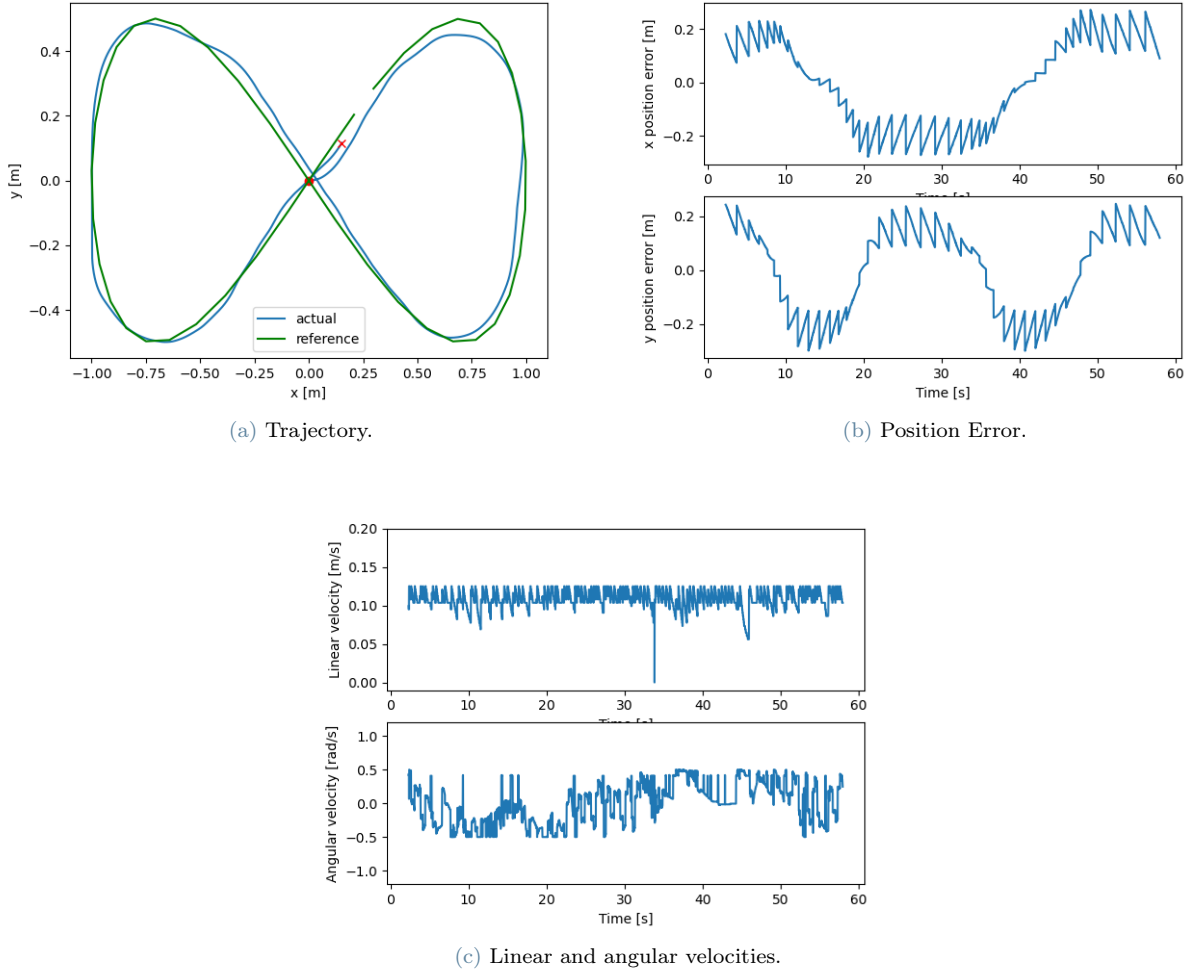 0.4
0.2
0.0
−0.2
−0.4
y [m]
actual
reference
−1.00 −0.75 −0.50 −0.25 0.00 0.25 0.50 0.75 1.00
x [m]
(a) Trajectory.
0.2
0.0
−0.2
x position error [m]
0 10 20 30 40 50 60
Time [s]
0.2
0.0
−0.2
y position error [m]
0 10 20 30 40 50 60
Time [s]
(b) Position Error.
0.20
0.15
0.10
0.05
0.00
Linear velocity [m/s]
0 10 20 30 40 50 60
Time [s]
1.0
0.5
0.0
−0.5
−1.0
Angular velocity [rad/s]
0 10 20 30 40 50 60
Time [s]
(c) Linear and angular velocities.